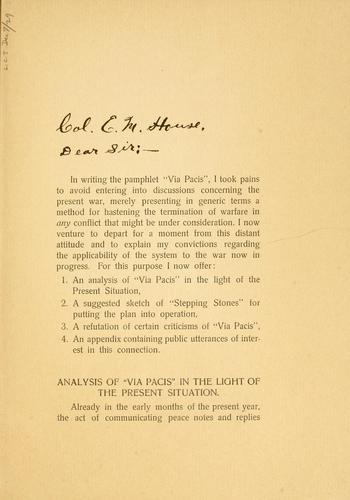 Col. E. M. House,
Dear Sir:—
In writing the pamphlet "Via Pacis", I took pains
to avoid entering into discussions concerning the
present war, merely presenting in generic terms a
method for hastening the termination of warfare in
any conflict that might be under consideration. I now
venture to depart for a moment from this distant
attitude and to explain my convictions regarding
the applicability of the system to the war now in
progress. For this purpose I now offer:
1. An analysis of "Via Pacis" in the light of the
Present Situation,
2. A suggested sketch of "Stepping Stones" for
putting the plan into operation,
3. A refutation of certain criticisms of "Via Pacis",
4. An appendix containing public utterances of inter-
est in this connection.
ANALYSIS OF "VIA PACIS" IN THE LIGHT OF
THE PRESENT SITUATION.
Already in the early months of the present year,
the act of communicating peace notes and replies